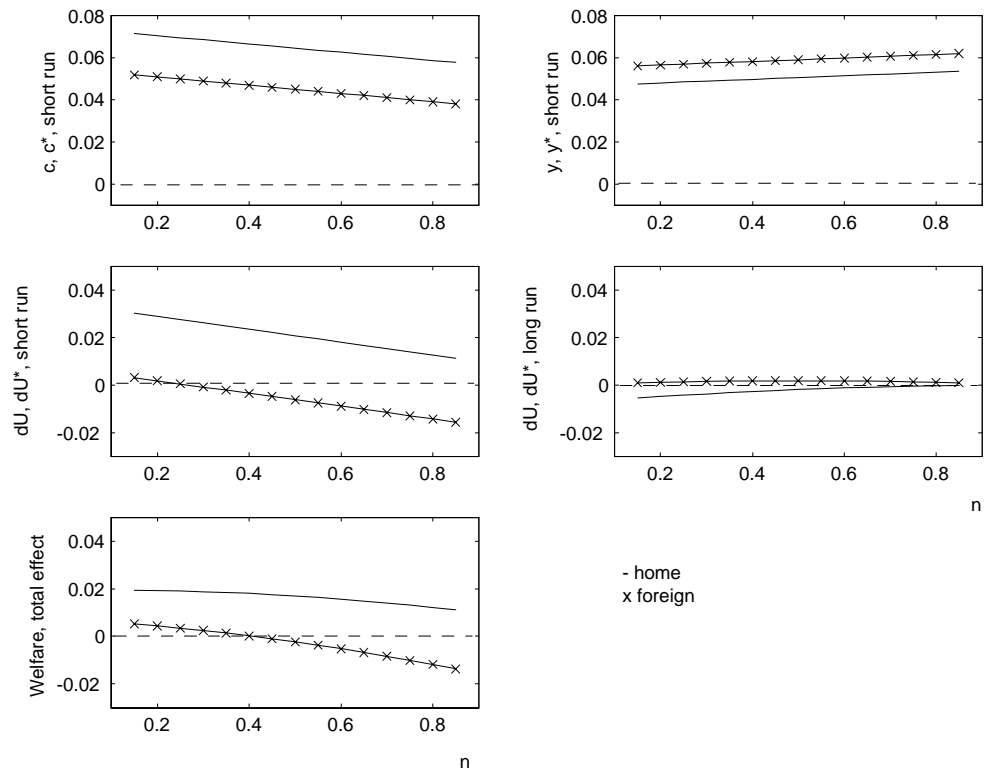 0.08
0.06
0.04
0.02
0
c, c*, short run
0.2 0.4 0.6 0.8
0.08
0.06
0.04
0.02
0
y, y*, short run
0.2 0.4 0.6 0.8
0.04
0.02
0
-0.02
dU, dU*, short run
0.2 0.4 0.6 0.8
0.04
0.02
0
-0.02
dU, dU*, long run
0.2 0.4 0.6 0.8
n
0.04
0.02
0
-0.02
Welfare, total effect
0.2 0.4 0.6 0.8
n
- home
x foreign